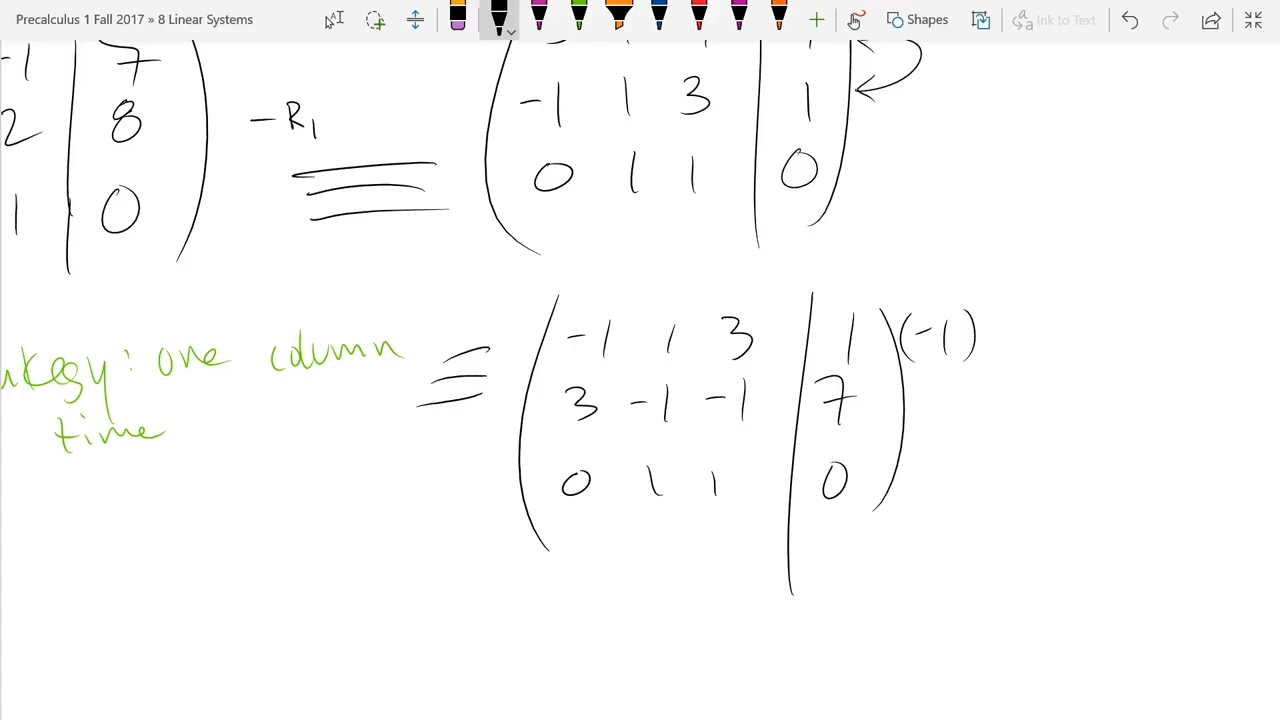 Precalculus 1 Fall 2017 » 8 Linear Systems
Shapes
Ink to Text
-1 7
2 8 -R1
1 0
-1 1 3 1
0 1 1 0
: one column
time
≡
-1 1 3 1 (-1)
3 -1 -1 7
0 1 1 0